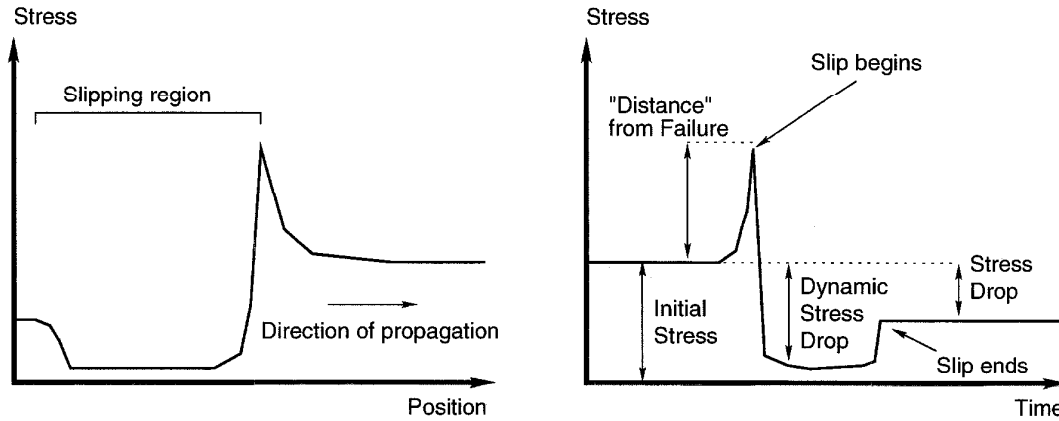 Stress
Slipping region
Direction of propagation
Position
Stress
Slip begins
"Distance"
from Failure
Initial
Stress
Dynamic
Stress
Drop
Stress
Drop
Slip ends
Time